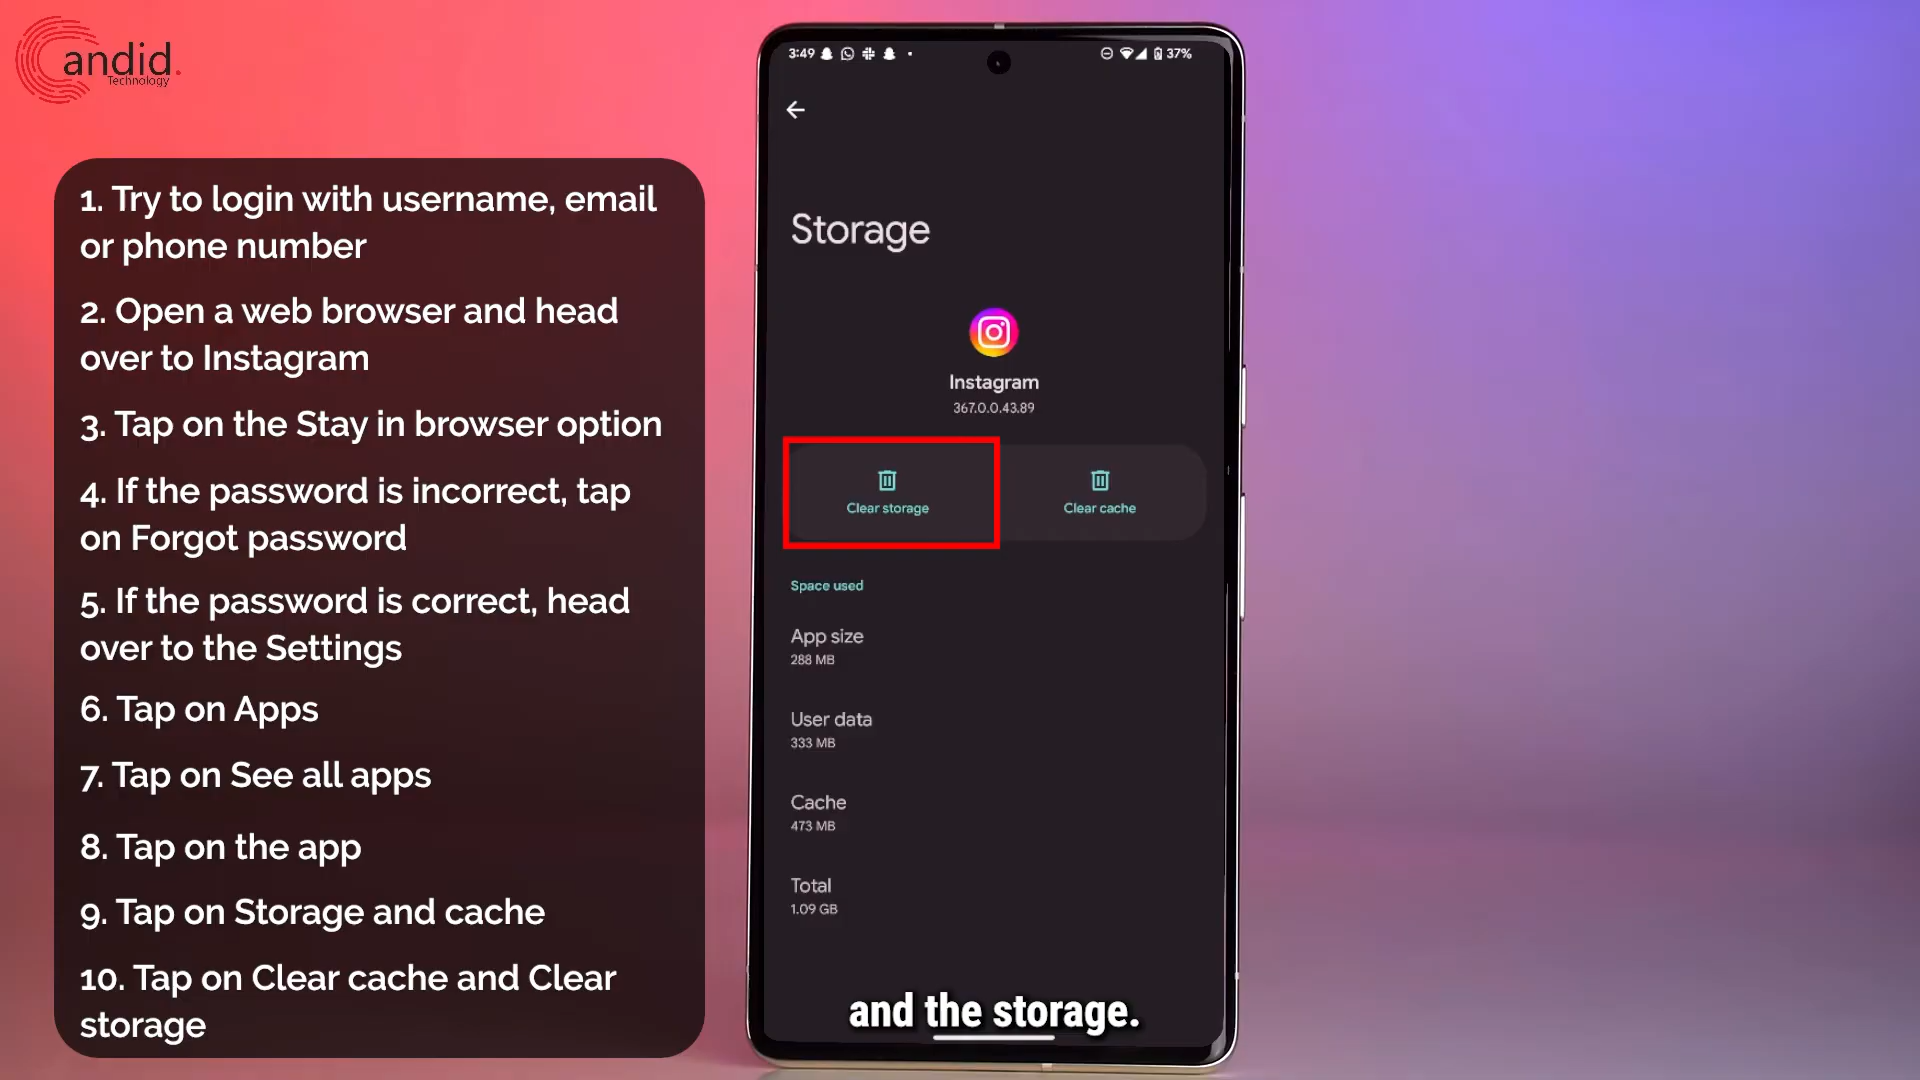 Candid.
Technology
1. Try to login with username, email
or phone number
2. Open a web browser and head
over to Instagram
3. Tap on the Stay in browser option
4. If the password is incorrect, tap
on Forgot password
5. If the password is correct, head
over to the Settings
6. Tap on Apps
7. Tap on See all apps
8. Tap on the app
9. Tap on Storage and cache
10. Tap on Clear cache and Clear
storage
3:49 37%
Storage
Instagram
367.0.0.43.89
Clear storage Clear cache
Space used
App size
288 MB
User data
333 MB
Cache
473 MB
Total
1.09 GB
and the storage.